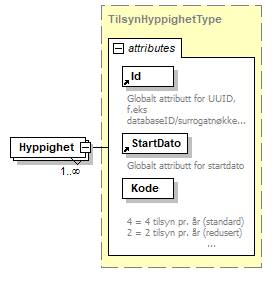 TilsynHyppighetType
attributes
Id
Globalt attributt for UUID,
f.eks
databaseID/surrogatnøkke...
Hyppighet
1..∞
StartDato
Globalt attributt for startdato
Kode
4 = 4 tilsyn pr. år (standard)
2 = 2 tilsyn pr. år (redusert)
...